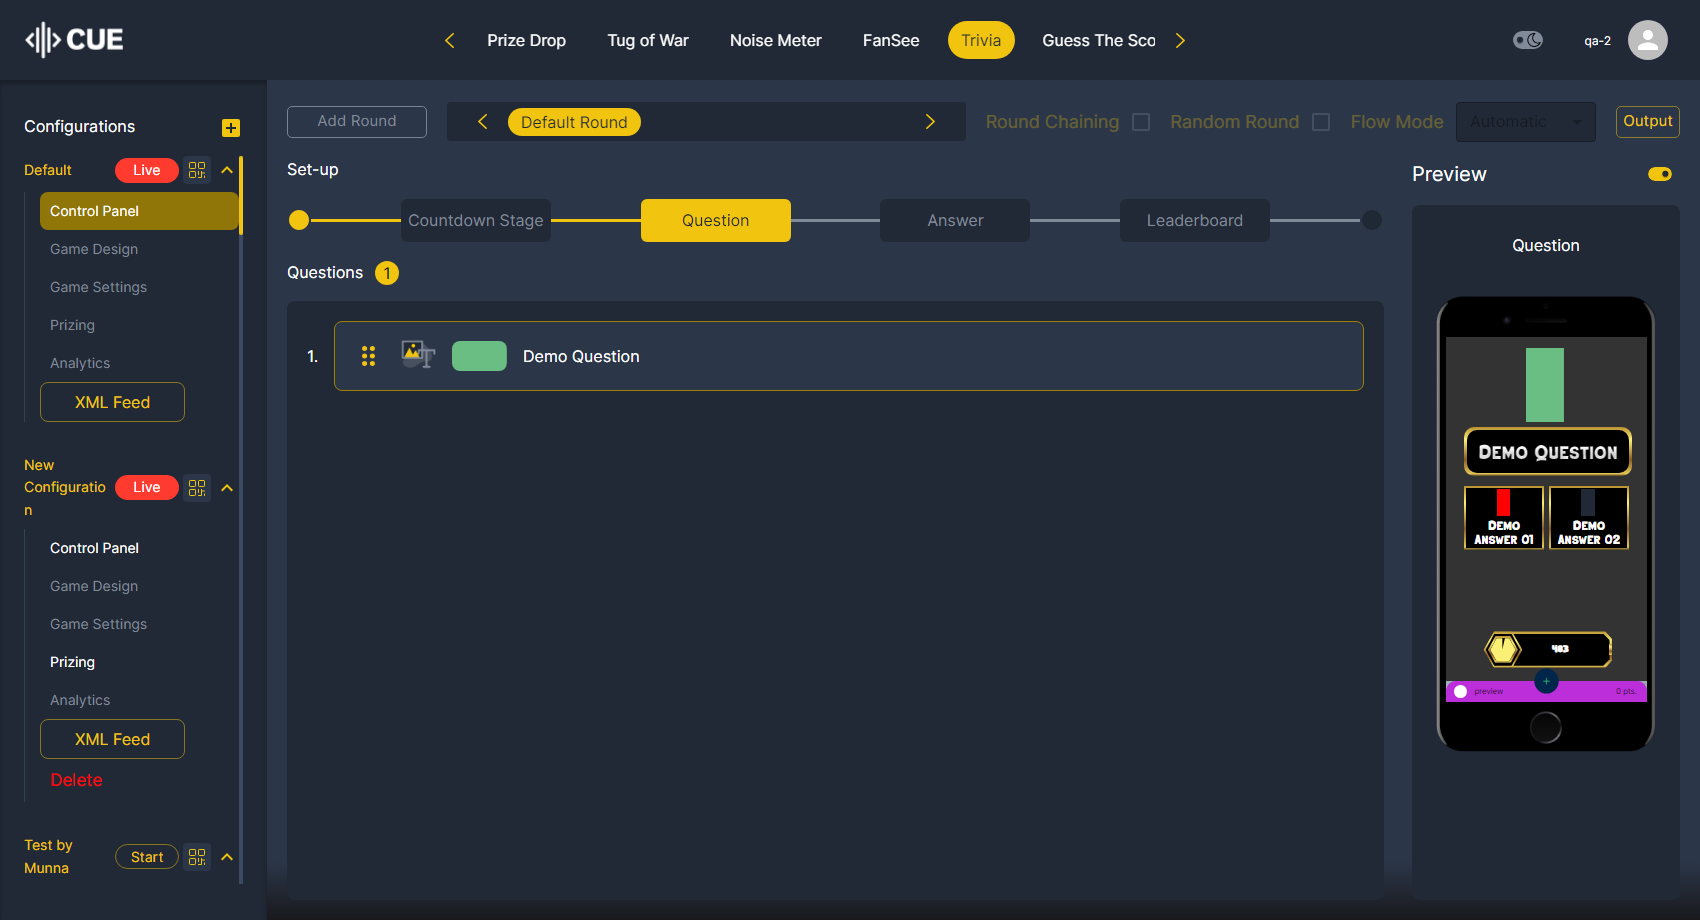 CUE
Prize Drop
Tug of War
Noise Meter
FanSee
Trivia
Guess The Sco
qa-2
Configurations
Default
Live
Control Panel
Game Design
Game Settings
Prizing
Analytics
XML Feed
New
Configuratio
n
Live
Control Panel
Game Design
Game Settings
Prizing
Analytics
XML Feed
Delete
Test by
Munna
Start
Add Round
Default Round
Round Chaining
Random Round
Flow Mode
Automatic
Output
Set-up
Countdown Stage
Question
Answer
Leaderboard
Questions
1
1.
T
Demo Question
Preview
Question
Demo Question
Demo
Answer 01
Demo
Answer 02
403
preview
0 pts.